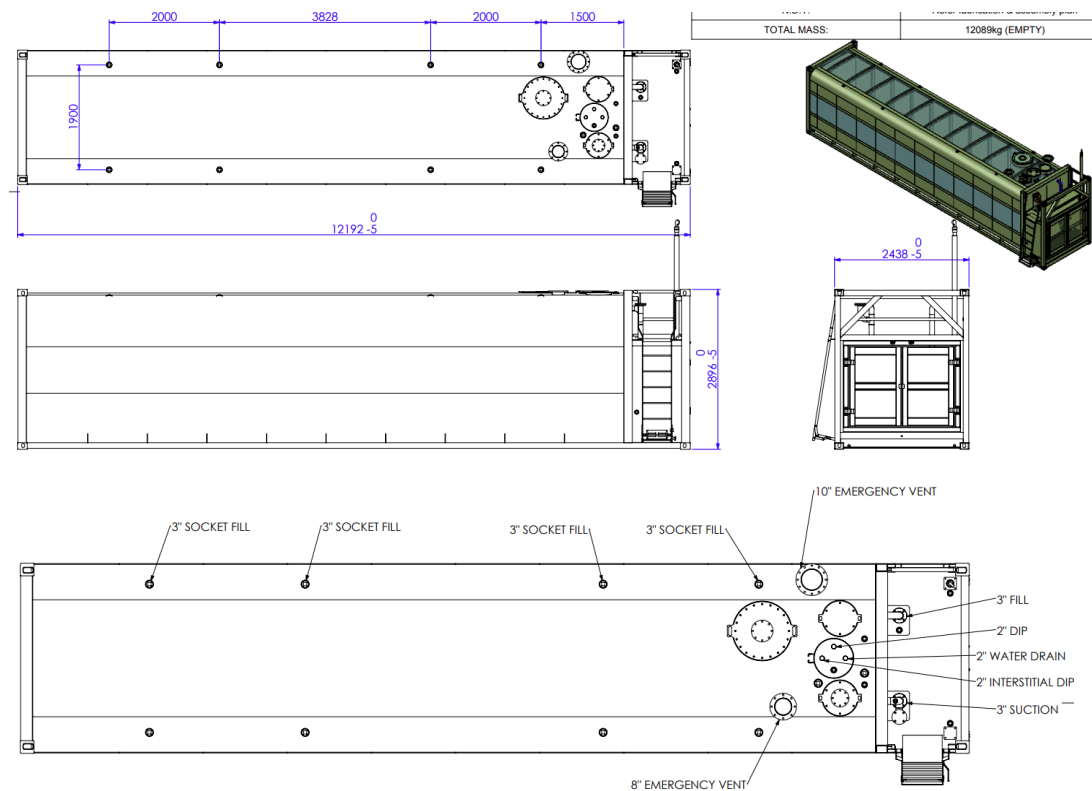 2000
3828
2000
1500
TOTAL MASS:
12089kg (EMPTY)
1900
0
12192 -5
0
2438 -5
0
2896 -5
10" EMERGENCY VENT
3" SOCKET FILL
3" SOCKET FILL
3" SOCKET FILL
3" SOCKET FILL
3" FILL
2" DIP
2" WATER DRAIN
2" INTERSTITIAL DIP
3" SUCTION
8" EMERGENCY VENT